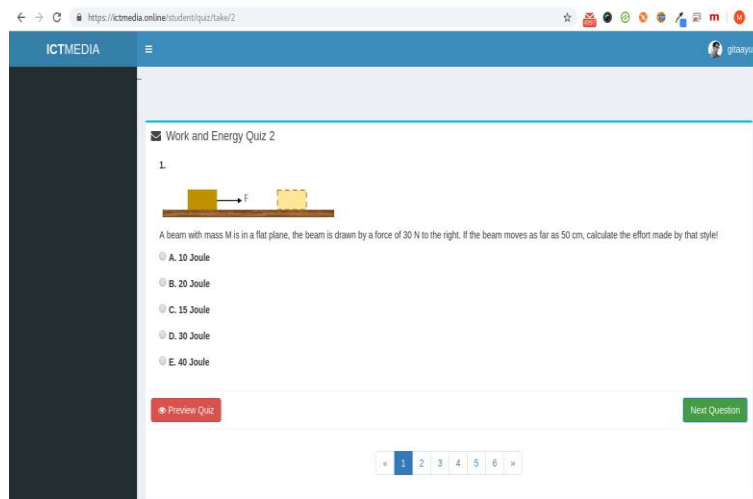 https://ictmedia.online/student/quiz/take/2
M
ICTMEDIA
gitaayu
Work and Energy Quiz 2
1.
F
A beam with mass M is in a flat plane, the beam is drawn by a force of 30 N to the right. If the beam moves as far as 50 cm, calculate the effort made by that style!
A. 10 Joule
B. 20 Joule
C. 15 Joule
D. 30 Joule
E. 40 Joule
Preview Quiz
Next Question
« 1 2 3 4 5 6 »